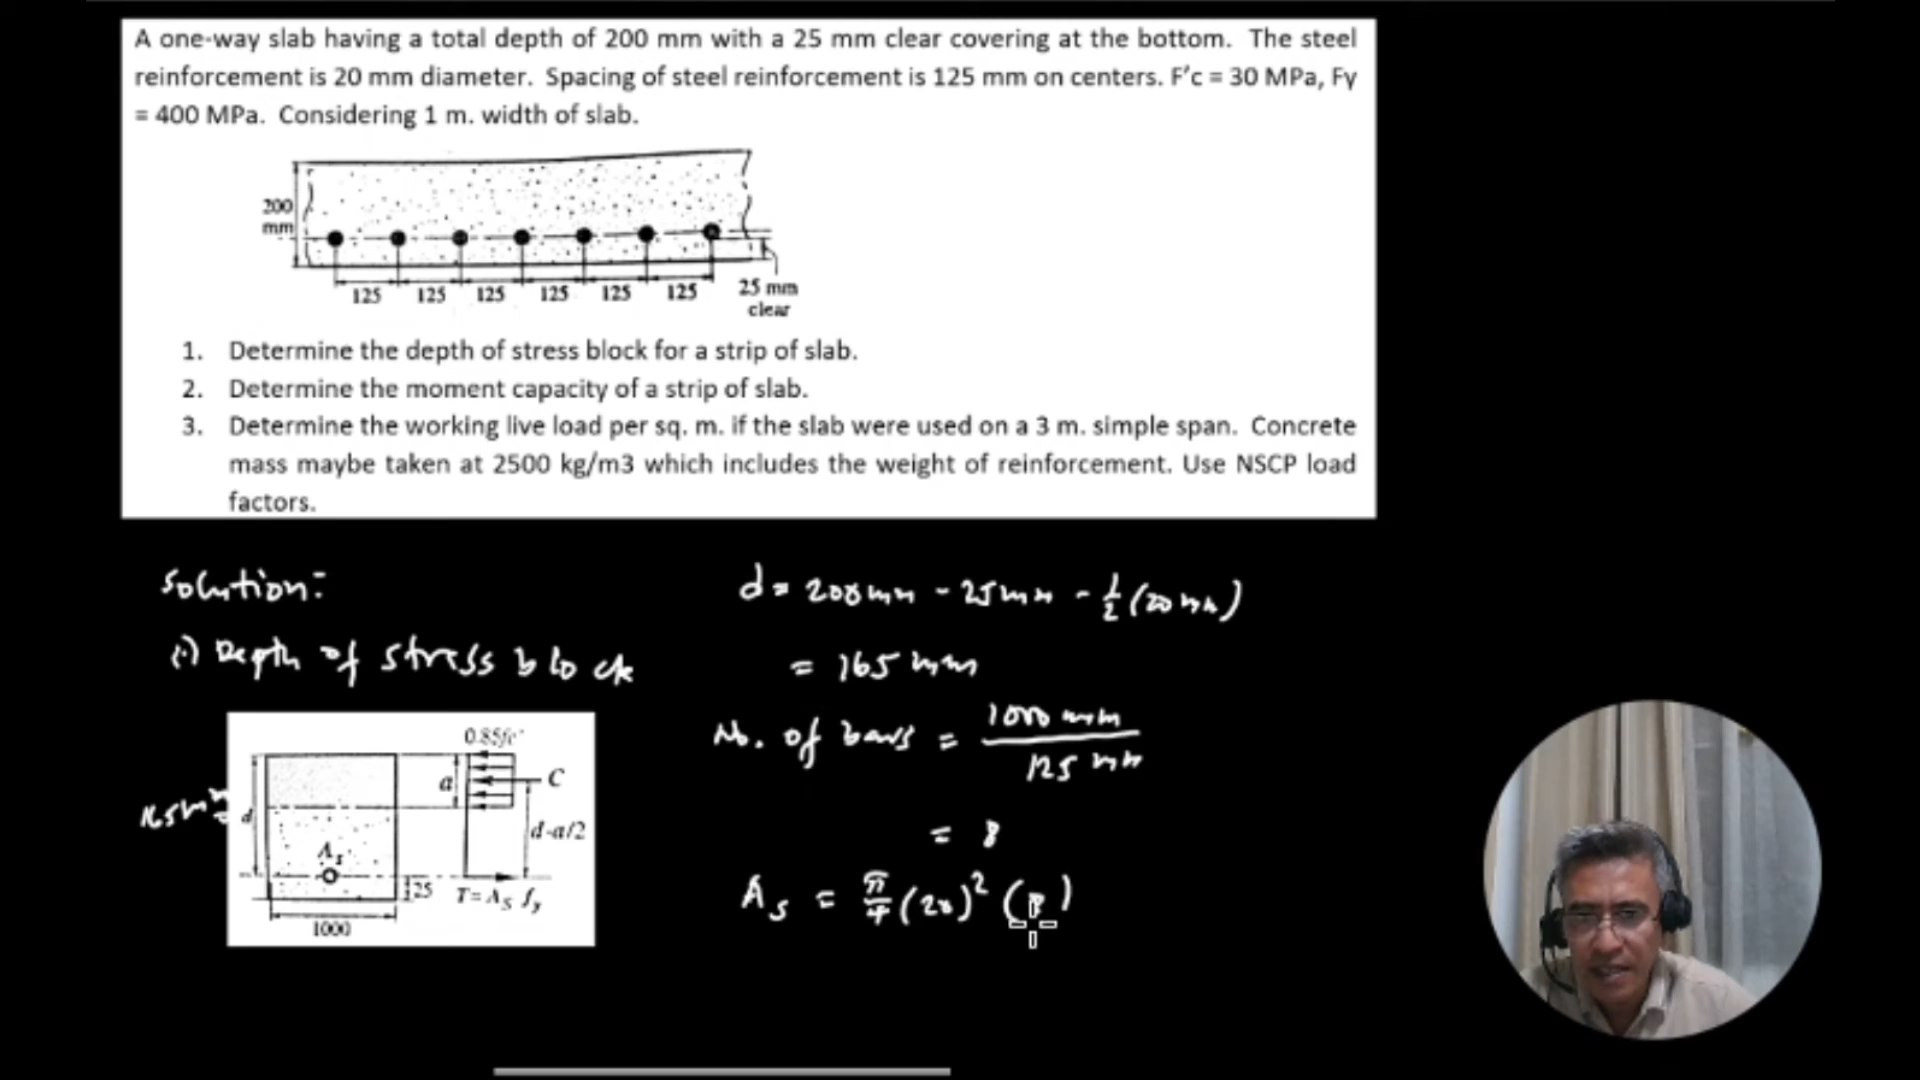 A one-way slab having a total depth of 200 mm with a 25 mm clear covering at the bottom. The steel
reinforcement is 20 mm diameter. Spacing of steel reinforcement is 125 mm on centers. F'c = 30 MPa, Fy
= 400 MPa. Considering 1 m. width of slab.
200
mm
125 125 125 125 125 125
25 mm
clear
1. Determine the depth of stress block for a strip of slab.
2. Determine the moment capacity of a strip of slab.
3. Determine the working live load per sq. m. if the slab were used on a 3 m. simple span. Concrete
mass maybe taken at 2500 kg/m3 which includes the weight of reinforcement. Use NSCP load
factors.
Solution:
(1) Depth of stress block
0.85fc'
a
C
165mm =
d
d-a/2
As
125
T=As fy
1000
d = 200mm - 25mm - 1/2 (20mm)
= 165 mm
No. of bars = 1000 mm / 125 mm
= 8
As = π/4 (20)² (8)